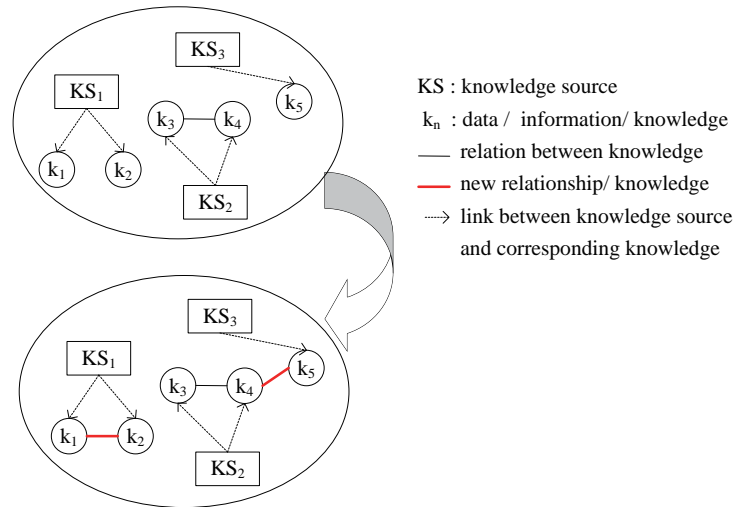 KS₃
KS₁
k₅
k₃ k₄
k₁ k₂
KS₂
KS : knowledge source
kₙ : data / information/ knowledge
relation between knowledge
new relationship/ knowledge
link between knowledge source
and corresponding knowledge
KS₃
KS₁
k₅
k₃ k₄
k₁ k₂
KS₂